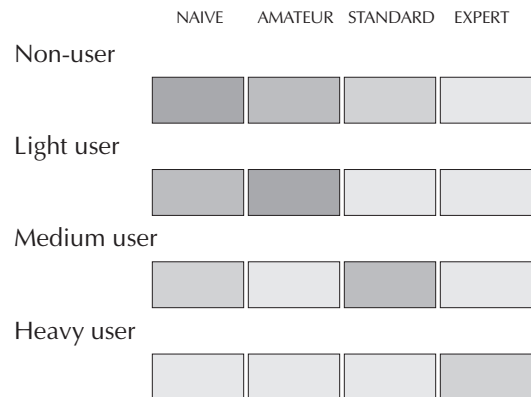 NAIVE AMATEUR STANDARD EXPERT
Non-user
Light user
Medium user
Heavy user